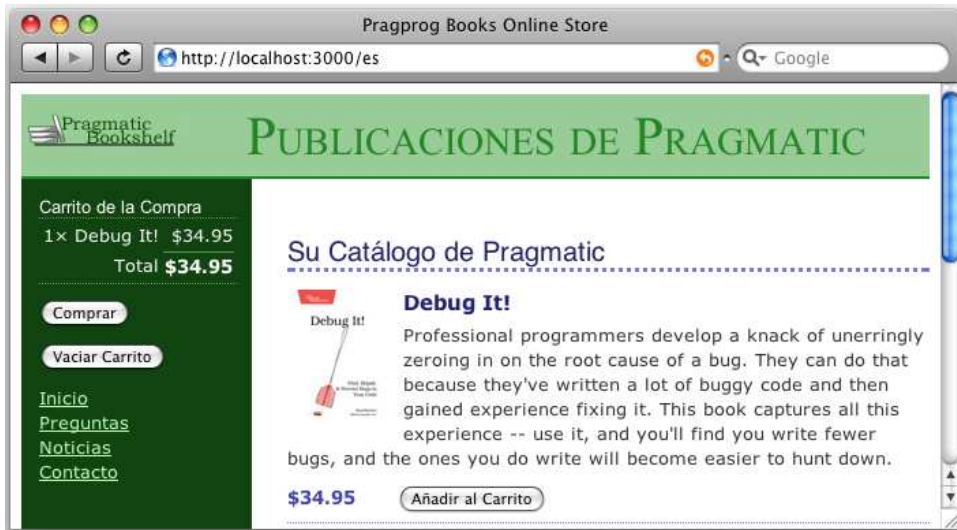 Pragprog Books Online Store
http://localhost:3000/es
Google
Pragmatic
Bookshelf
PUBLICACIONES DE PRAGMATIC
Carrito de la Compra
1× Debug It! $34.95
Total $34.95
Comprar
Vaciar Carrito
Inicio
Preguntas
Noticias
Contacto
Su Catálogo de Pragmatic
Debug It!
Debug It!
Professional programmers develop a knack of unerringly
zeroing in on the root cause of a bug. They can do that
because they've written a lot of buggy code and then
gained experience fixing it. This book captures all this
experience -- use it, and you'll find you write fewer
bugs, and the ones you do write will become easier to hunt down.
$34.95
Añadir al Carrito